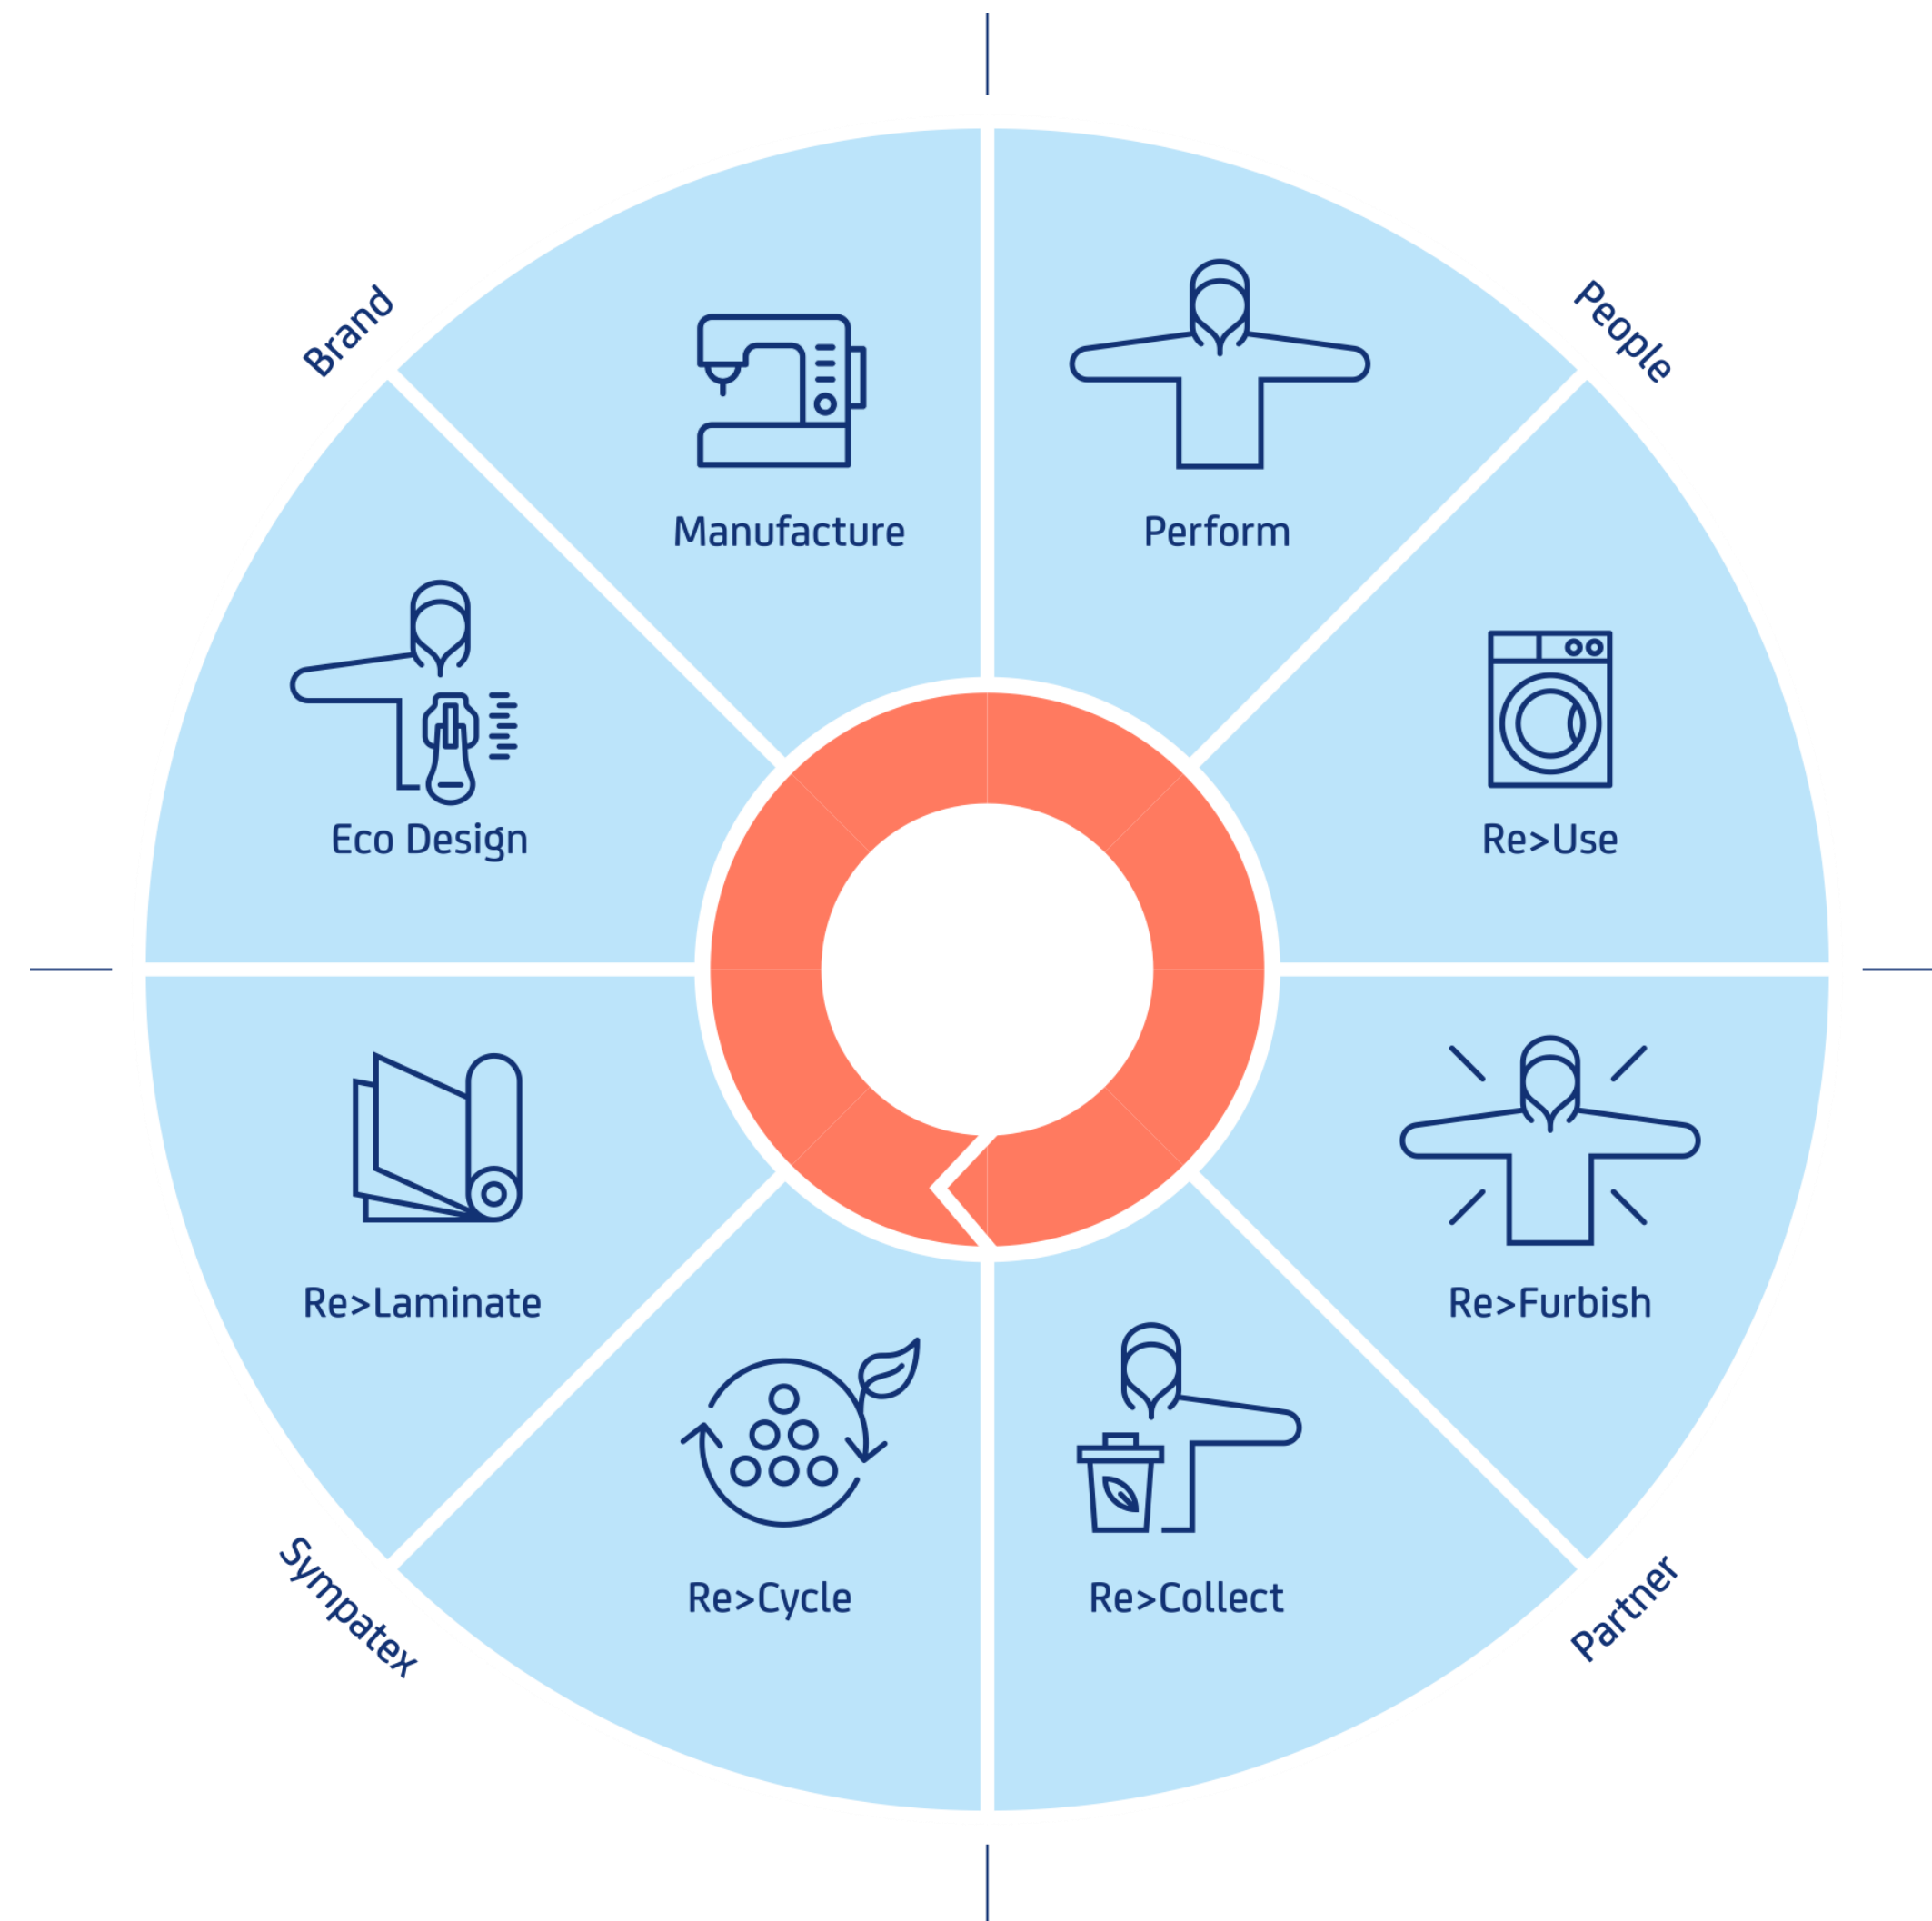 Brand
People
Manufacture
Perform
Eco Design
Re>Use
Re>Laminate
Re>Furbish
Re>Cycle
Re>Collect
Sympatex
Partner